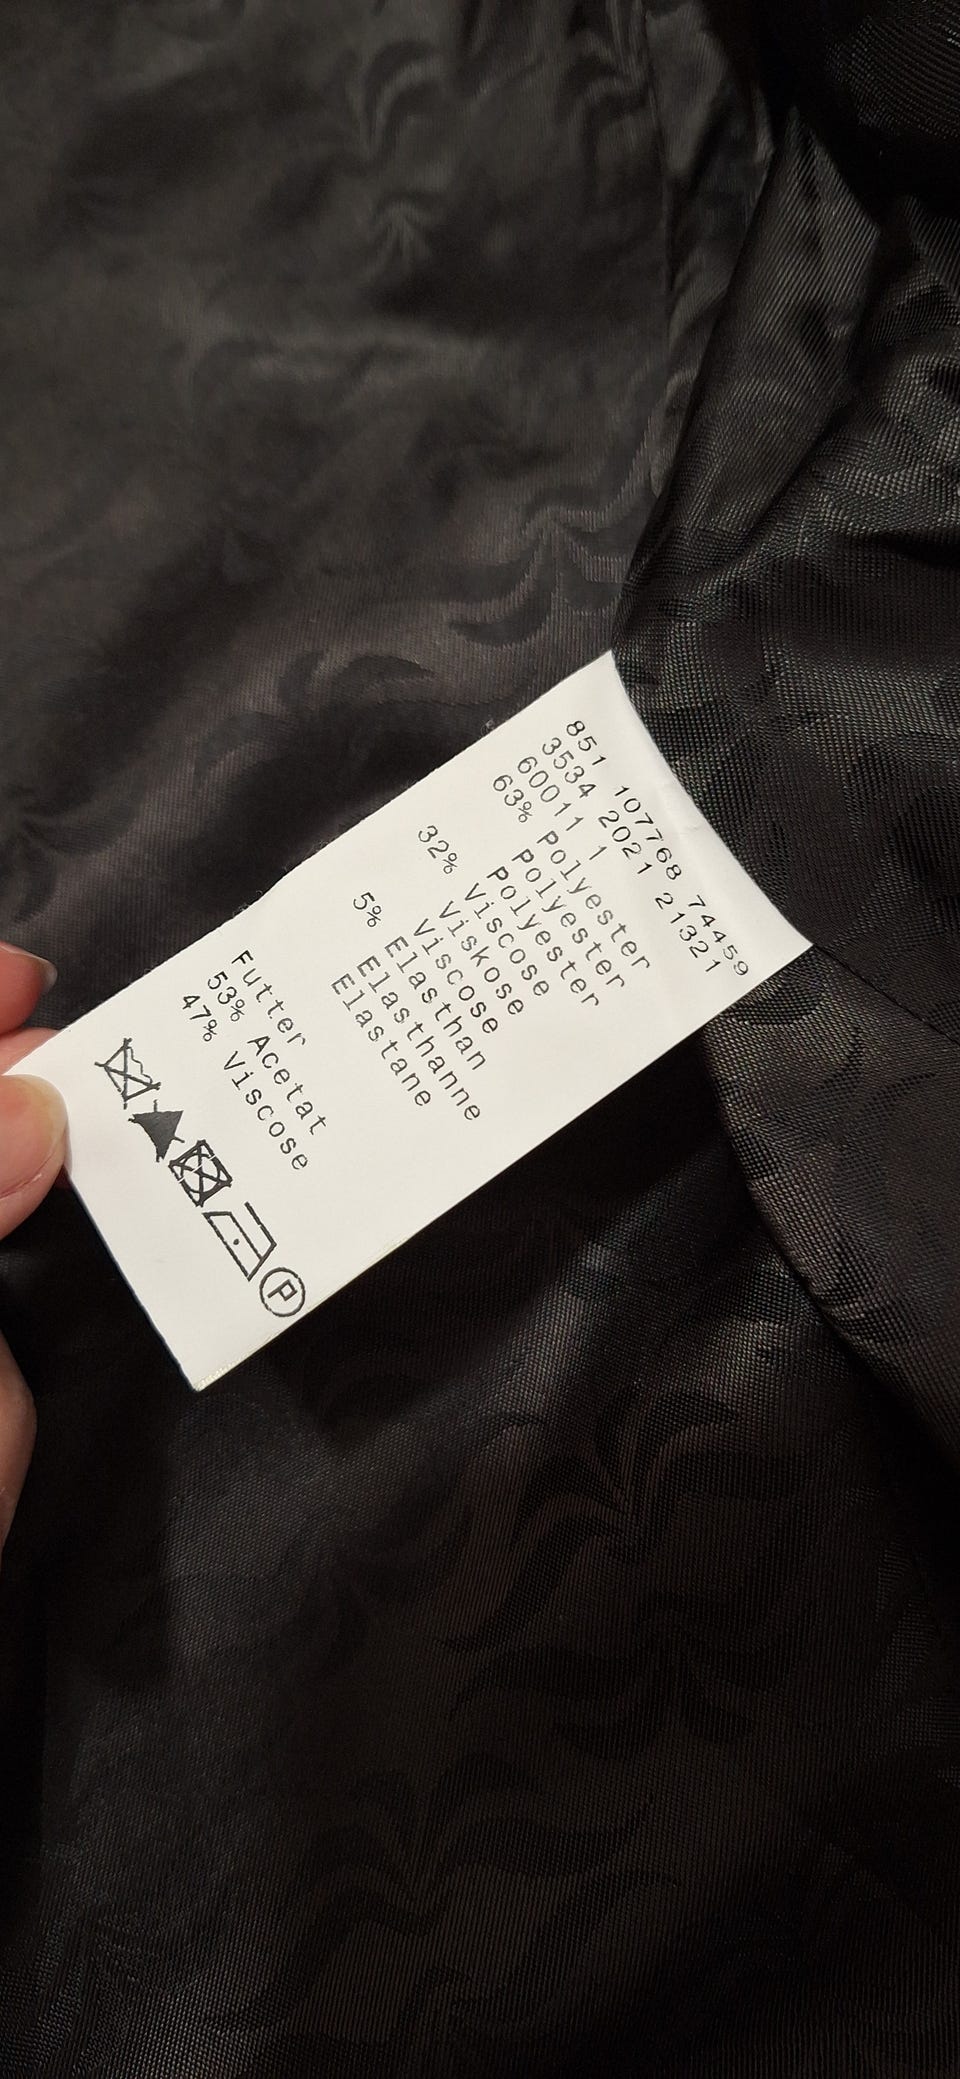 851 107768 74459
3534 2021 21321
60011 1
63% Polyester
Polyester
Polyester
32% Viscose
Viskose
Viscose
5% Elasthan
Elasthanne
Elastane
Futter
53% Acetat
47% Viscose
P